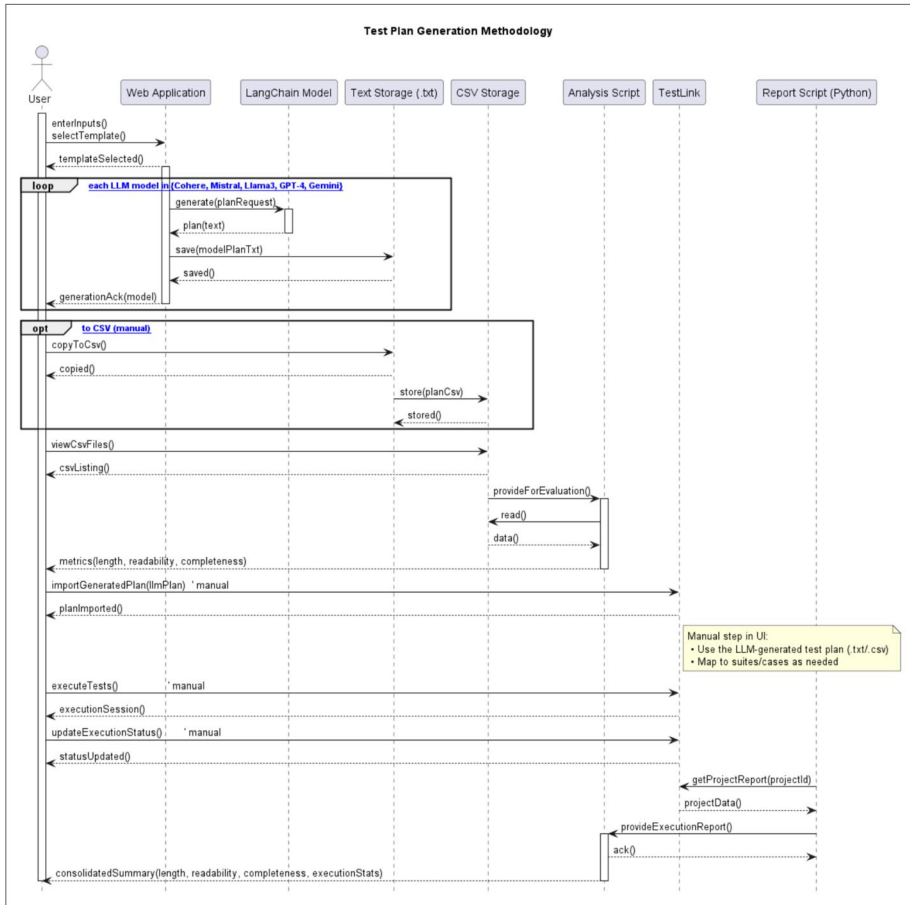 Test Plan Generation Methodology
User
Web Application
LangChain Model
Text Storage (.txt)
CSV Storage
Analysis Script
TestLink
Report Script (Python)
enterInputs()
selectTemplate()
templateSelected()
loop
each LLM model in {Cohere, Mistral, Llama3, GPT-4, Gemini}
generate(planRequest)
plan(text)
save(modelPlanTxt)
saved()
generationAck(model)
opt
to CSV (manual)
copyToCsv()
copied()
store(planCsv)
stored()
viewCsvFiles()
csvListing()
provideForEvaluation()
read()
data()
metrics(length, readability, completeness)
importGeneratedPlan(llmPlan) ' manual
planImported()
Manual step in UI:
• Use the LLM-generated test plan (.txt/.csv)
• Map to suites/cases as needed
executeTests() ' manual
executionSession()
updateExecutionStatus() ' manual
statusUpdated()
getProjectReport(projectId)
projectData()
provideExecutionReport()
ack()
consolidatedSummary(length, readability, completeness, executionStats)